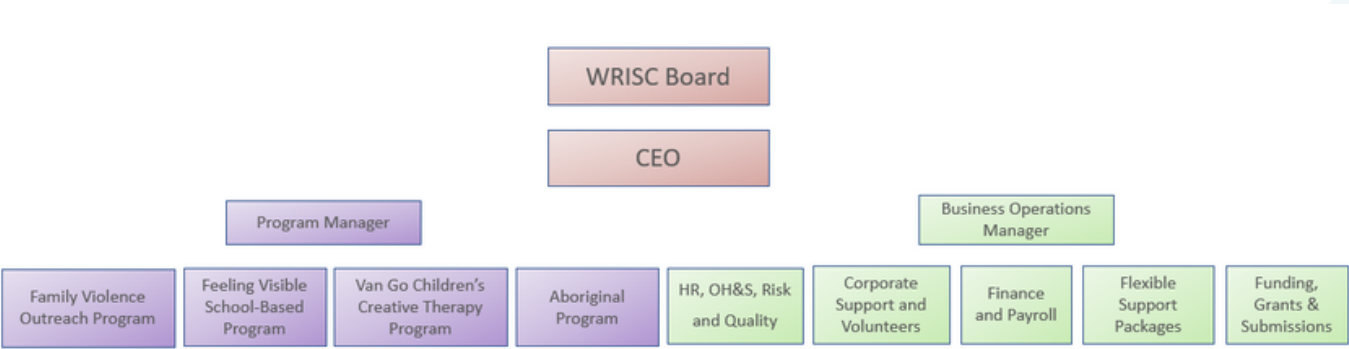 WRISC Board
CEO
Program Manager
Business Operations
Manager
Family Violence
Outreach Program
Feeling Visible
School-Based
Program
Van Go Children's
Creative Therapy
Program
Aboriginal
Program
HR, OH&S, Risk
and Quality
Corporate
Support and
Volunteers
Finance
and Payroll
Flexible
Support
Packages
Funding,
Grants &
Submissions